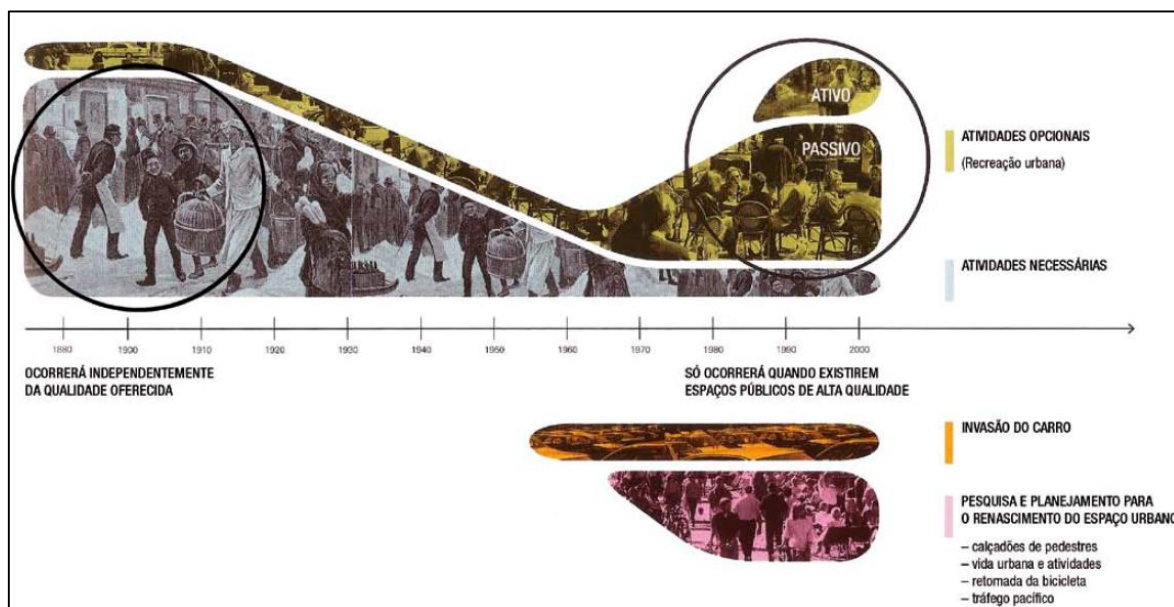 ATIVO
PASSIVO
ATIVIDADES OPCIONAIS
(Recreação urbana)
ATIVIDADES NECESSÁRIAS
1880 1900 1910 1920 1930 1940 1950 1960 1970 1980 1990 2000
OCORRERÁ INDEPENDENTEMENTE
DA QUALIDADE OFERECIDA
SÓ OCORRERÁ QUANDO EXISTIREM
ESPAÇOS PÚBLICOS DE ALTA QUALIDADE
INVASÃO DO CARRO
PESQUISA E PLANEJAMENTO PARA
O RENASCIMENTO DO ESPAÇO URBANO
– calçadões de pedestres
– vida urbana e atividades
– retomada da bicicleta
– tráfego pacífico